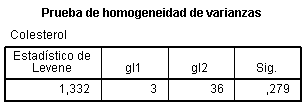 Prueba de homogeneidad de varianzas
Colesterol
Estadístico de Levene gl1 gl2 Sig.
1,332 3 36 ,279